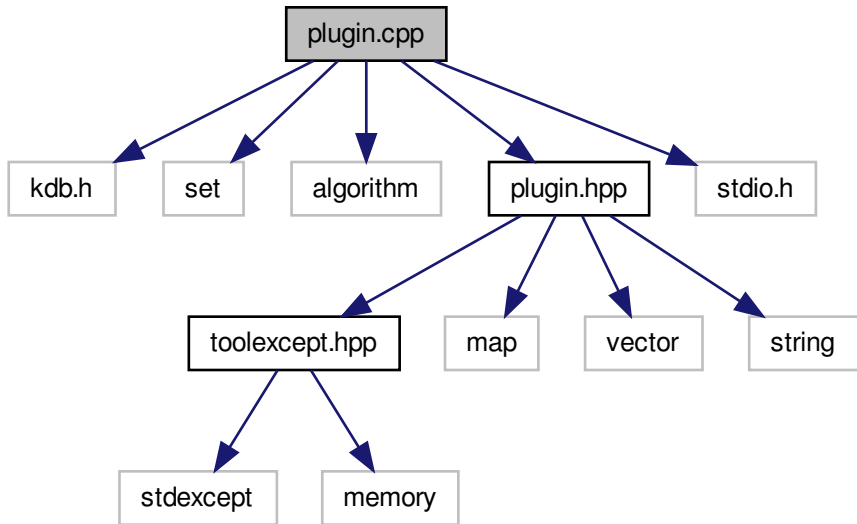 plugin.cpp
kdb.h
set
algorithm
plugin.hpp
stdio.h
toolexcept.hpp
map
vector
string
stdexcept
memory